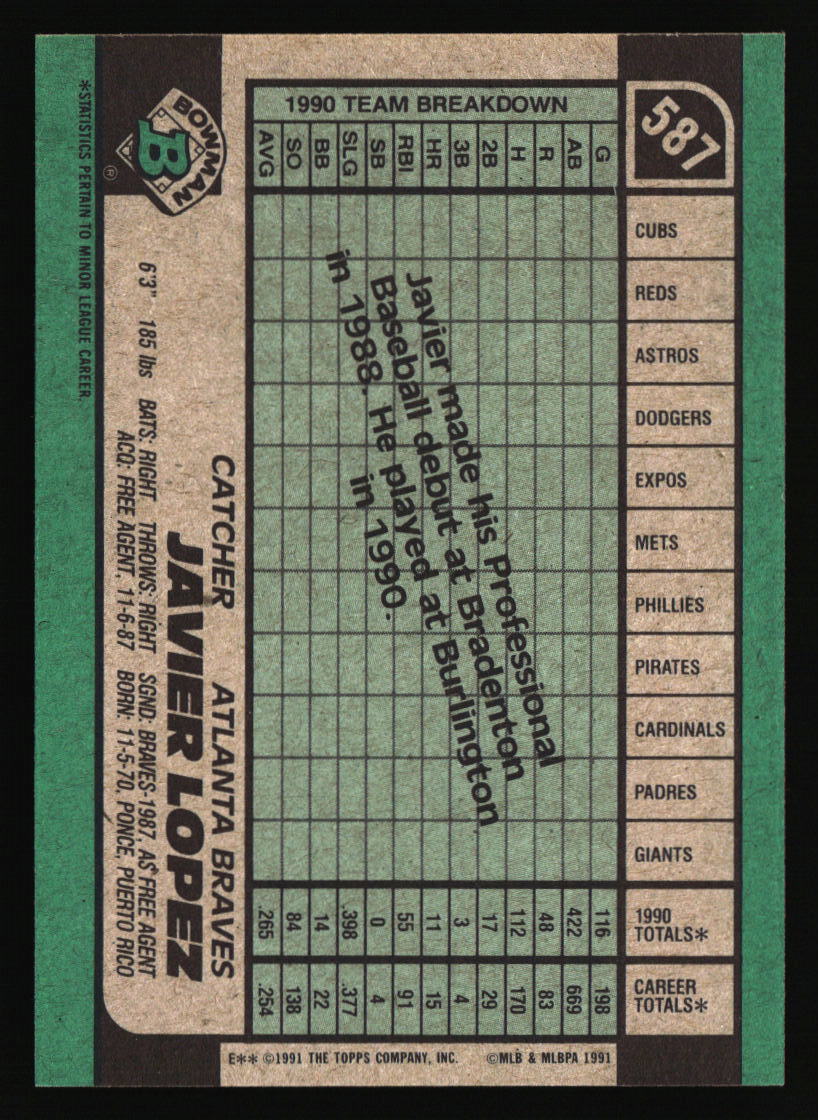 587
BOWMAN
B
®
JAVIER LOPEZ
CATCHER ATLANTA BRAVES
6'3" 185 lbs BATS: RIGHT THROWS: RIGHT SGND: BRAVES-1987, AS FREE AGENT
ACQ: FREE AGENT, 11-6-87 BORN: 11-5-70, PONCE, PUERTO RICO
1990 TEAM BREAKDOWN
G AB R H 2B 3B HR RBI SB SLG BB SO AVG
CUBS
REDS
ASTROS
DODGERS
EXPOS
METS
PHILLIES
PIRATES
CARDINALS
PADRES
GIANTS
1990 TOTALS* 116 422 48 112 17 3 11 55 0 .398 14 84 .265
CAREER TOTALS* 198 669 83 170 29 4 15 91 4 .377 22 138 .254
Javier made his Professional
Baseball debut at Bradenton
in 1988. He played at Burlington
in 1990.
*STATISTICS PERTAIN TO MINOR LEAGUE CAREER.
E** ©1991 THE TOPPS COMPANY, INC. ©MLB & MLBPA 1991